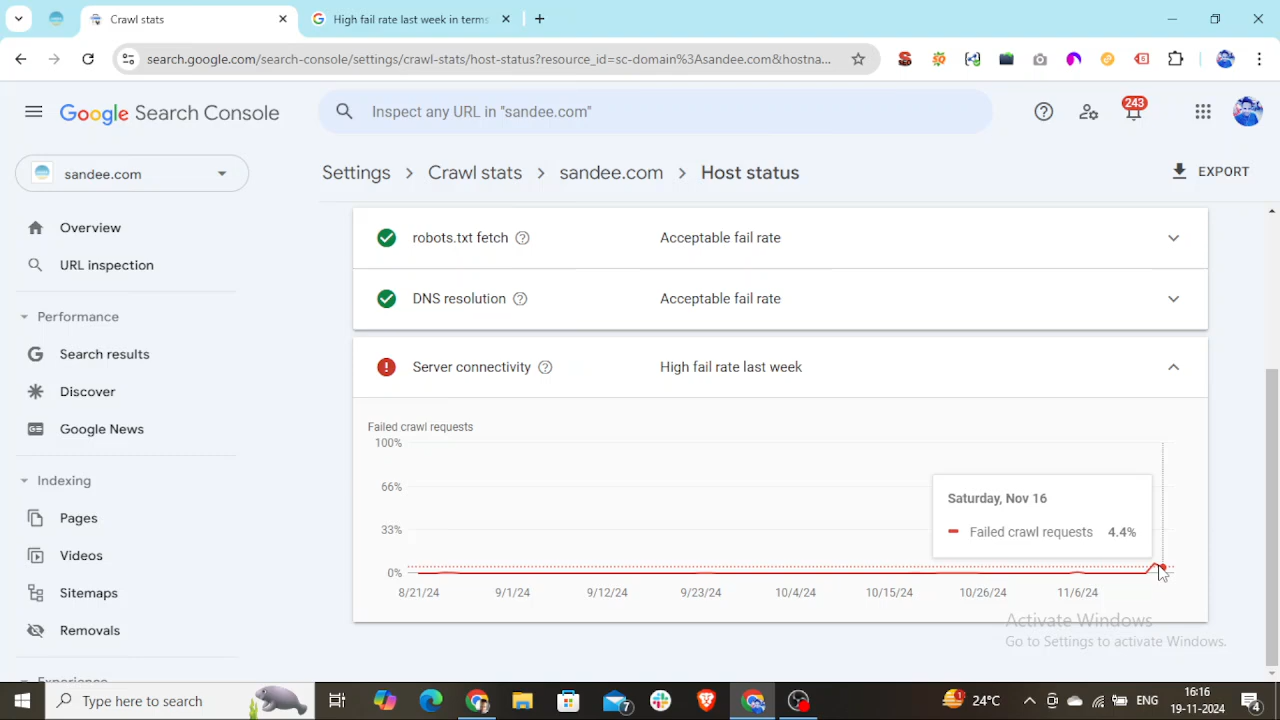 Crawl stats
High fail rate last week in terms
search.google.com/search-console/settings/crawl-stats/host-status?resource_id=sc-domain%3Asandee.com&hostna...
Google Search Console
Inspect any URL in "sandee.com"
243
sandee.com
Settings > Crawl stats > sandee.com > Host status
EXPORT
Overview
URL inspection
Performance
Search results
Discover
Google News
Indexing
Pages
Videos
Sitemaps
Removals
Experience
robots.txt fetch
Acceptable fail rate
DNS resolution
Acceptable fail rate
Server connectivity
High fail rate last week
Failed crawl requests
100%
66%
33%
0%
Saturday, Nov 16
Failed crawl requests 4.4%
8/21/24 9/1/24 9/12/24 9/23/24 10/4/24 10/15/24 10/26/24 11/6/24
Activate Windows
Go to Settings to activate Windows.
Type here to search
7
24°C
ENG
16:16
19-11-2024
4